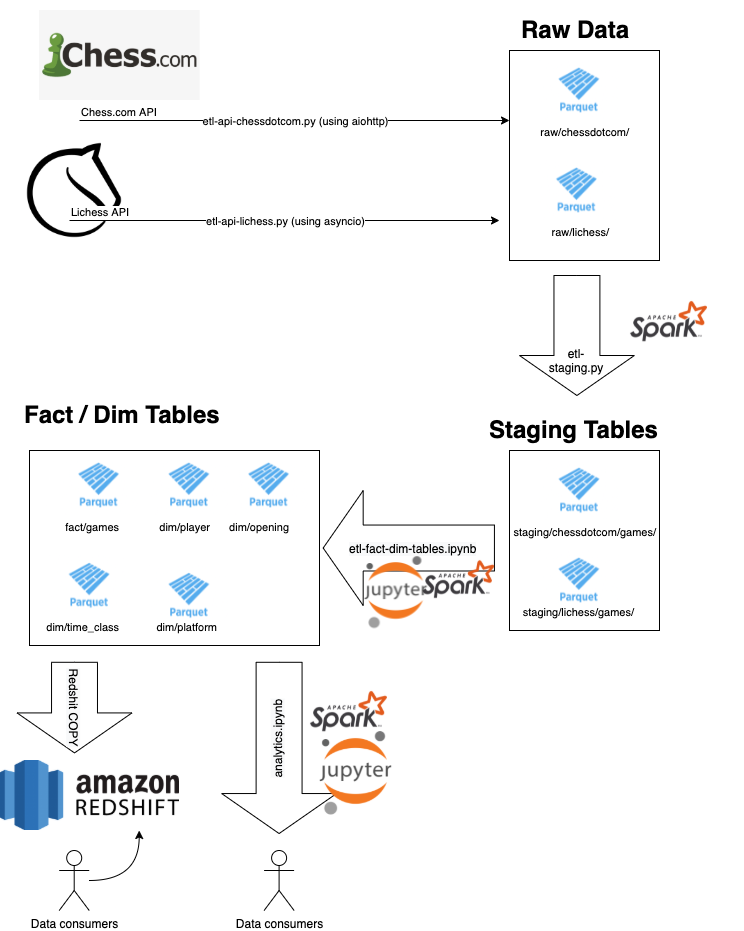 Chess.com
Chess.com API
etl-api-chessdotcom.py (using aiohttp)
Lichess API
etl-api-lichess.py (using asyncio)
Raw Data
Parquet
raw/chessdotcom/
Parquet
raw/lichess/
APACHE
Spark
etl-
staging.py
Staging Tables
Parquet
staging/chessdotcom/games/
Parquet
staging/lichess/games/
etl-fact-dim-tables.ipynb
jupyter
APACHE
Spark
Fact / Dim Tables
Parquet
Parquet
Parquet
fact/games
dim/player
dim/opening
Parquet
Parquet
dim/time_class
dim/platform
Redshit COPY
amazon
REDSHIFT
Data consumers
analytics.ipynb
APACHE
Spark
jupyter
Data consumers